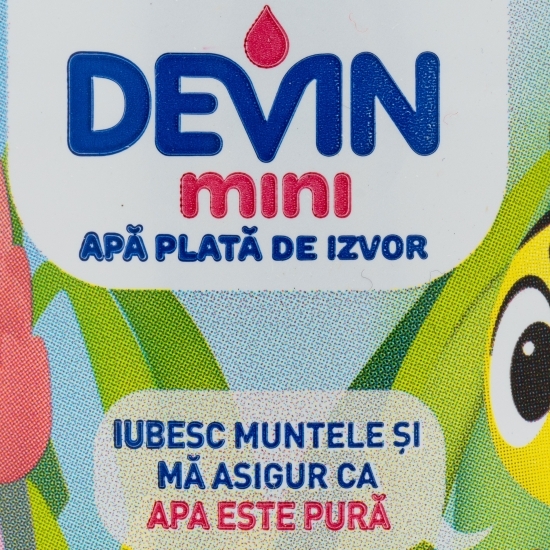 DEVIN
mini
APĂ PLATĂ DE IZVOR
IUBESC MUNTELE ȘI
MĂ ASIGUR CA
APA ESTE PURĂ